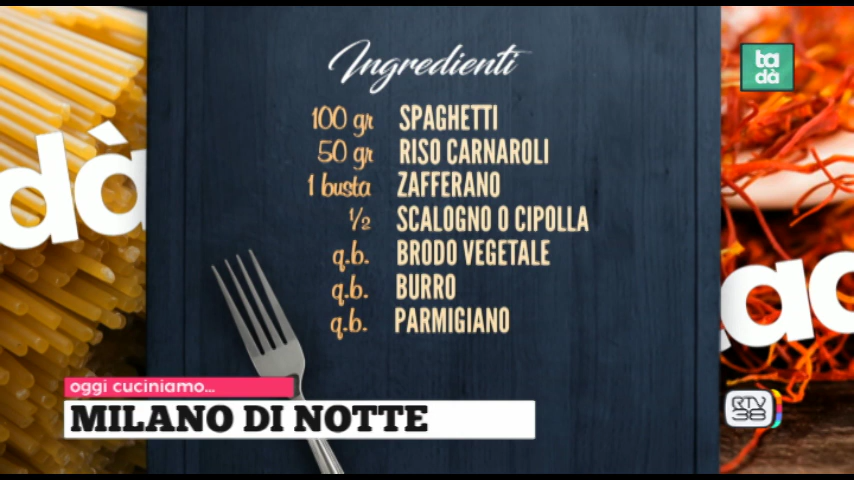 Ingredienti
ta
dà
100 gr SPAGHETTI
50 gr RISO CARNAROLI
1 busta ZAFFERANO
½ SCALOGNO O CIPOLLA
q.b. BRODO VEGETALE
q.b. BURRO
q.b. PARMIGIANO
dà
oggi cuciniamo...
MILANO DI NOTTE
RTV
38